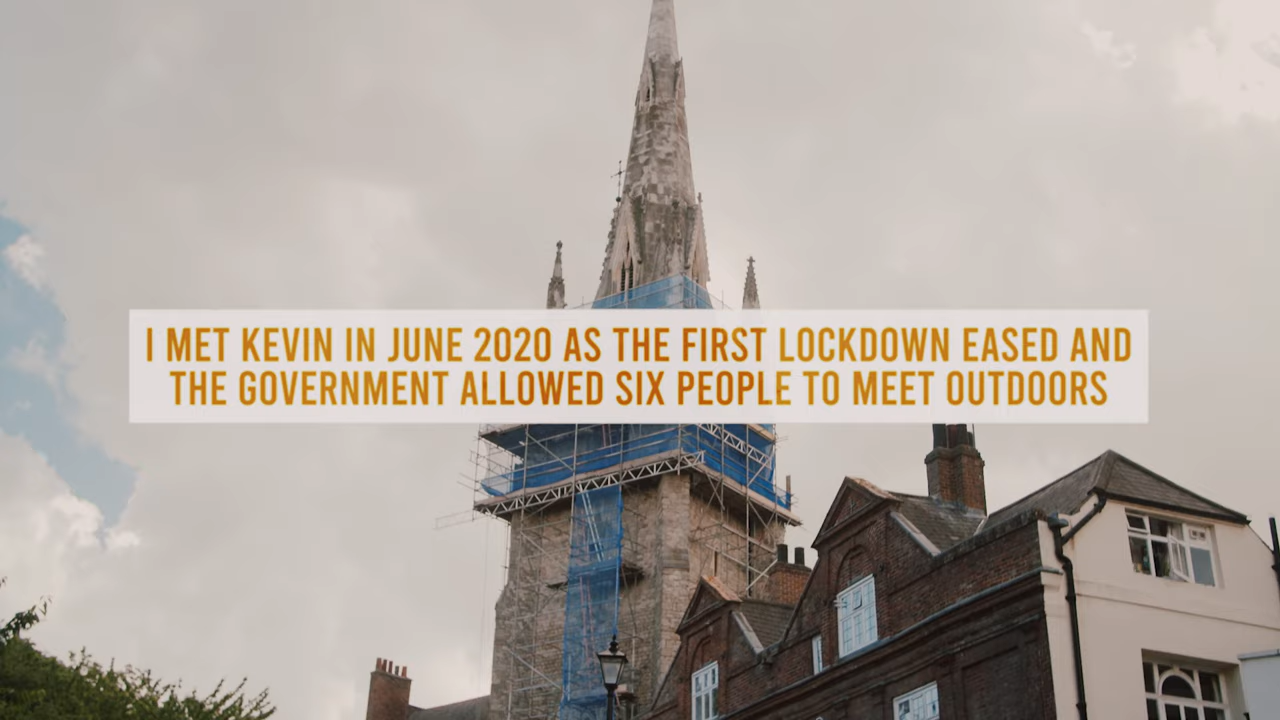 I MET KEVIN IN JUNE 2020 AS THE FIRST LOCKDOWN EASED AND
THE GOVERNMENT ALLOWED SIX PEOPLE TO MEET OUTDOORS